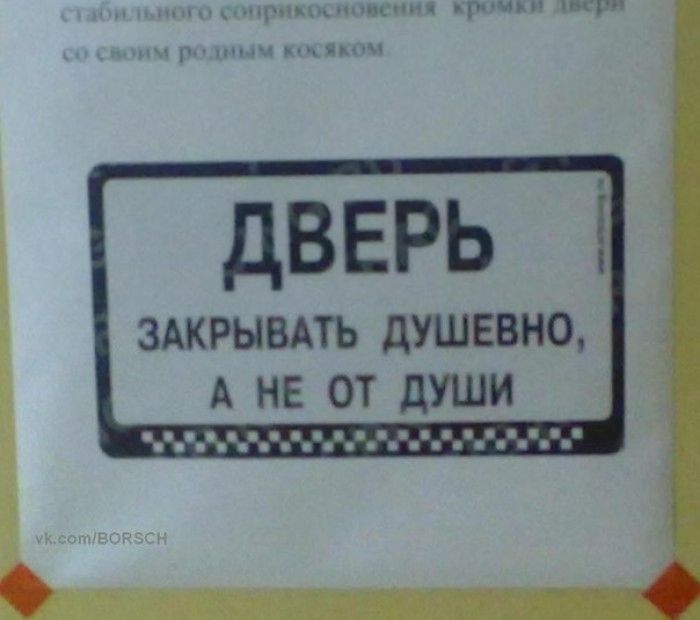 стабильного соприкосновения кромки двери
со своим родным косяком.
ДВЕРЬ
ЗАКРЫВАТЬ ДУШЕВНО,
А НЕ ОТ ДУШИ
vk.com/BORSCH